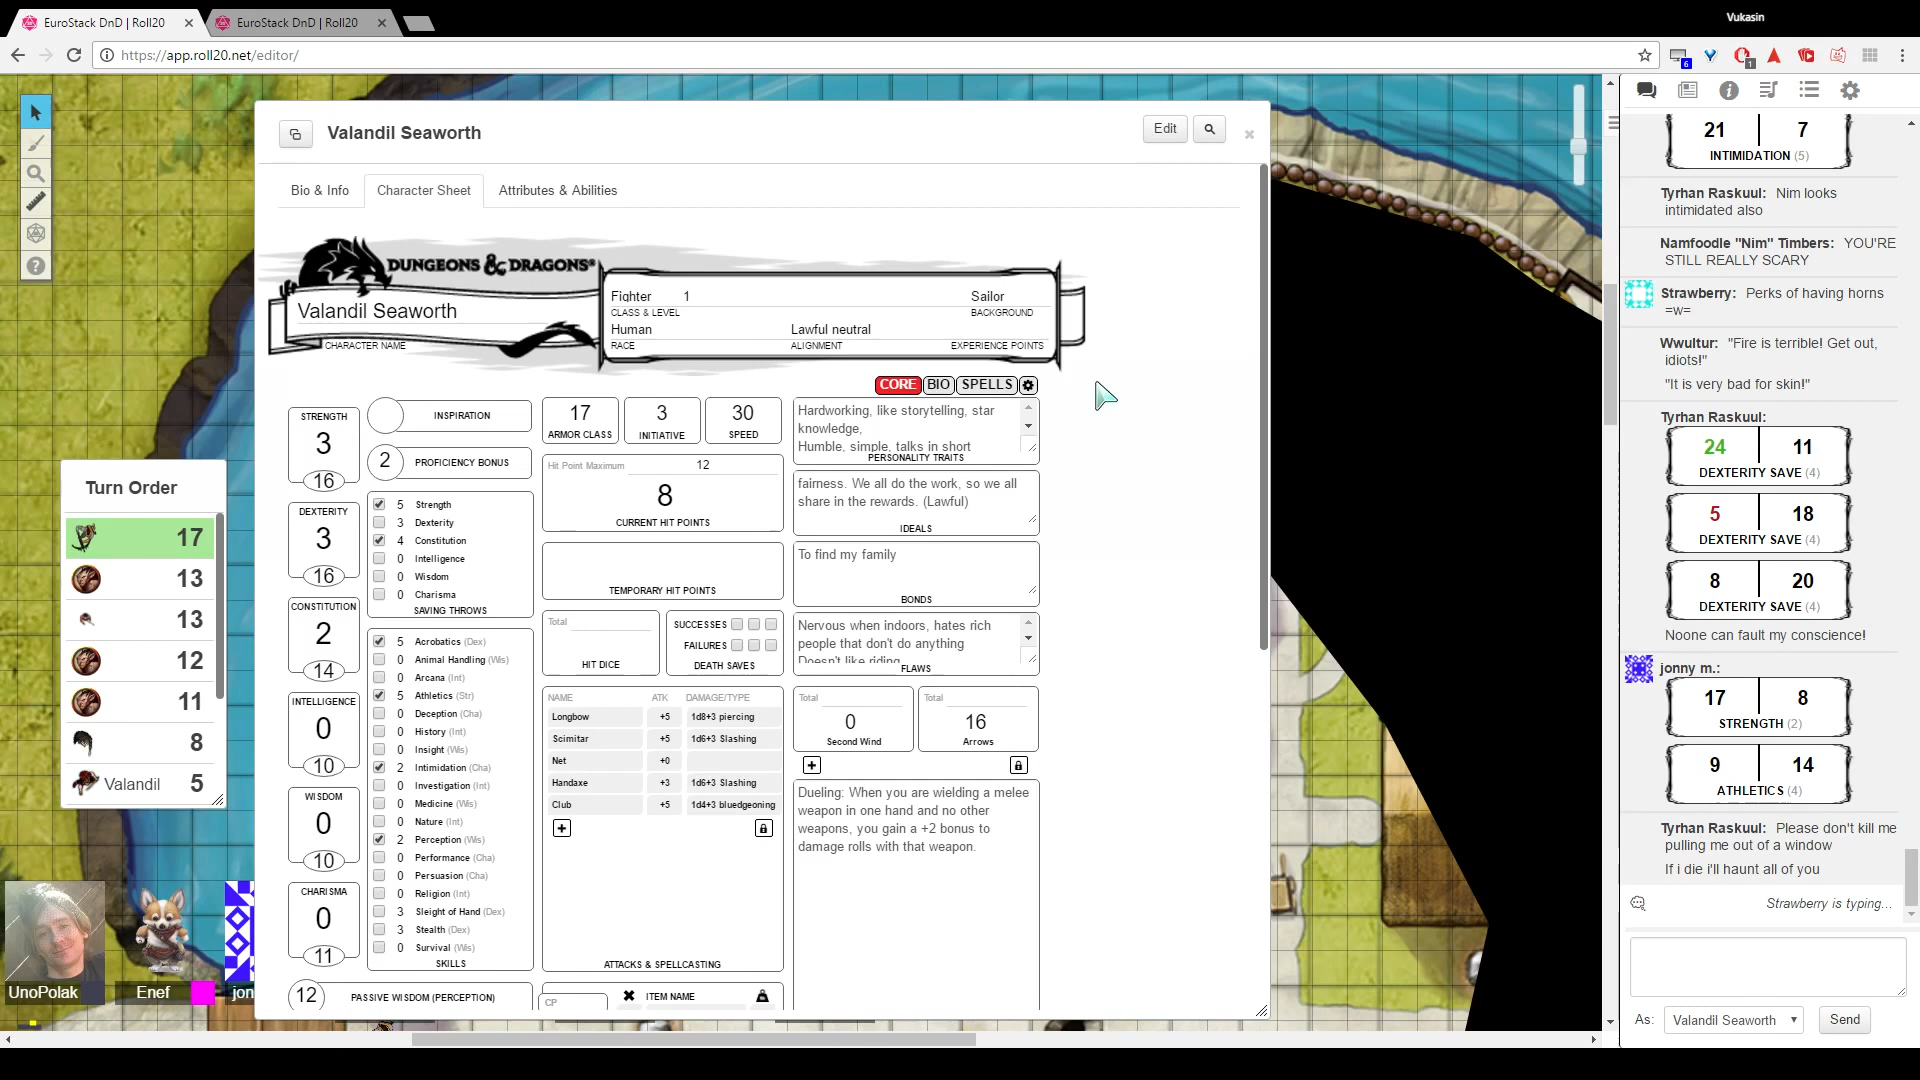 EuroStack DnD | Roll20
EuroStack DnD | Roll20
Vukasin
https://app.roll20.net/editor/
6
1
Valandil Seaworth
Edit
Bio & Info
Character Sheet
Attributes & Abilities
DUNGEONS & DRAGONS®
Valandil Seaworth
CHARACTER NAME
Fighter 1
CLASS & LEVEL
Sailor
BACKGROUND
Human
RACE
Lawful neutral
ALIGNMENT
EXPERIENCE POINTS
CORE
BIO
SPELLS
STRENGTH
3
16
DEXTERITY
3
16
CONSTITUTION
2
14
INTELLIGENCE
0
10
WISDOM
0
10
CHARISMA
0
11
INSPIRATION
2 PROFICIENCY BONUS
5 Strength
3 Dexterity
4 Constitution
0 Intelligence
0 Wisdom
0 Charisma
SAVING THROWS
5 Acrobatics (Dex)
0 Animal Handling (Wis)
0 Arcana (Int)
5 Athletics (Str)
0 Deception (Cha)
0 History (Int)
0 Insight (Wis)
2 Intimidation (Cha)
0 Investigation (Int)
0 Medicine (Wis)
0 Nature (Int)
2 Perception (Wis)
0 Performance (Cha)
0 Persuasion (Cha)
0 Religion (Int)
3 Sleight of Hand (Dex)
3 Stealth (Dex)
0 Survival (Wis)
SKILLS
12 PASSIVE WISDOM (PERCEPTION)
17
ARMOR CLASS
3
INITIATIVE
30
SPEED
Hit Point Maximum 12
8
CURRENT HIT POINTS
TEMPORARY HIT POINTS
Total
HIT DICE
SUCCESSES
FAILURES
DEATH SAVES
NAME ATK DAMAGE/TYPE
Longbow +5 1d8+3 piercing
Scimitar +5 1d6+3 Slashing
Net +0
Handaxe +3 1d6+3 Slashing
Club +5 1d4+3 bluedgeoning
ATTACKS & SPELLCASTING
CP
ITEM NAME
Hardworking, like storytelling, star
knowledge,
Humble, simple, talks in short
PERSONALITY TRAITS
fairness. We all do the work, so we all
share in the rewards. (Lawful)
IDEALS
To find my family
BONDS
Nervous when indoors, hates rich
people that don't do anything
Doesn't like riding
FLAWS
Total
0
Second Wind
Total
16
Arrows
Dueling: When you are wielding a melee
weapon in one hand and no other
weapons, you gain a +2 bonus to
damage rolls with that weapon.
Turn Order
17
13
13
12
11
8
Valandil 5
UnoPolak
Enef
jon
21 7
INTIMIDATION (5)
Tyrhan Raskuul: Nim looks
intimidated also
Namfoodle "Nim" Timbers: YOU'RE
STILL REALLY SCARY
Strawberry: Perks of having horns
=w=
Wwultur: "Fire is terrible! Get out,
idiots!"
"It is very bad for skin!"
Tyrhan Raskuul:
24 11
DEXTERITY SAVE (4)
5 18
DEXTERITY SAVE (4)
8 20
DEXTERITY SAVE (4)
Noone can fault my conscience!
jonny m.:
17 8
STRENGTH (2)
9 14
ATHLETICS (4)
Tyrhan Raskuul: Please don't kill me
pulling me out of a window
If i die i'll haunt all of you
Strawberry is typing...
As: Valandil Seaworth
Send